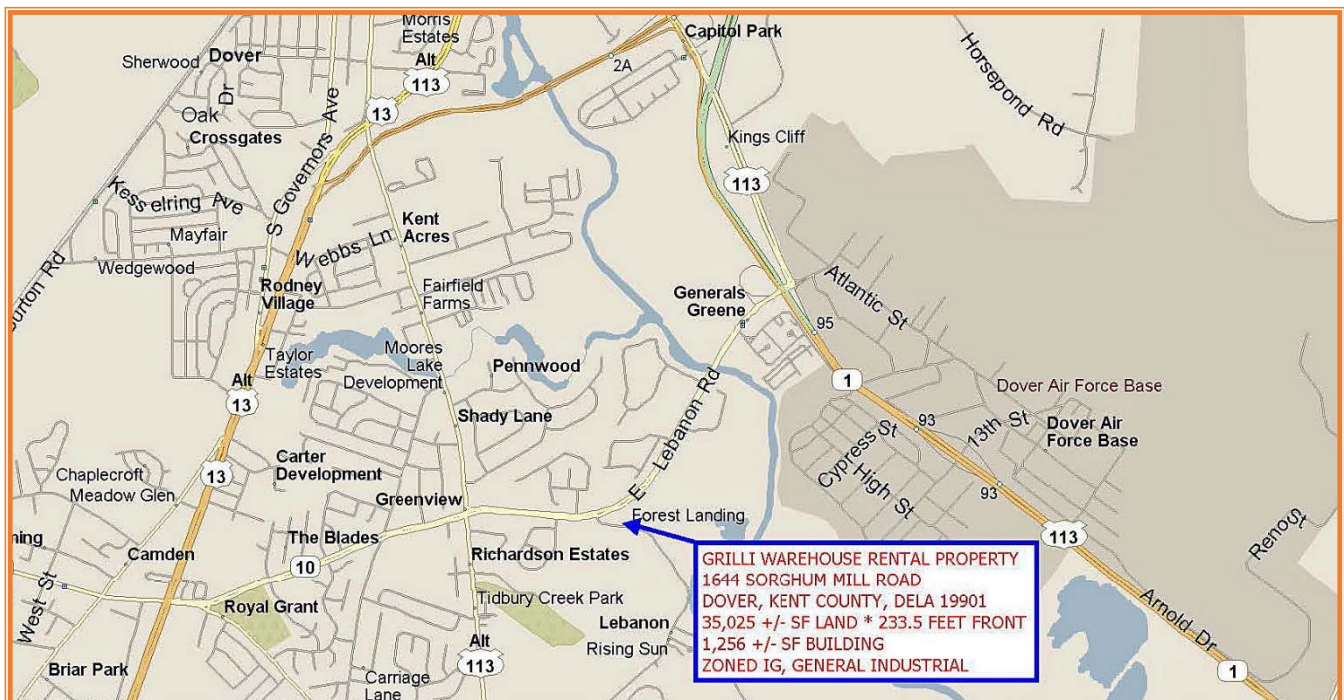 Morris
Estates
Capitol Park
Sherwood
Dover
Alt
113
2A
Horsepond Rd
Oak Dr
13
Crossgates
S Governors Ave
Kings Cliff
113
Kesselring Ave
Kent
Acres
Mayfair
Webbs Ln
Wedgewood
Rodney
Village
Fairfield
Farms
Generals
Greene
Atlantic St
95
Taylor
Estates
Moores
Lake
Development
Pennwood
Alt
13
1
Dover Air Force Base
Shady Lane
E Lebanon Rd
93
13th St
Dover Air
Force Base
Cypress St
High St
93
Carter
Development
13
Chaplecroft
Meadow Glen
Greenview
Forest Landing
The Blades
113
Reno St
Camden
10
Richardson Estates
West St
Royal Grant
Tidbury Creek Park
Lebanon
Rising Sun
Arnold Dr
Alt
113
1
Briar Park
Carriage
Lane
GRILLI WAREHOUSE RENTAL PROPERTY
1644 SORGHUM MILL ROAD
DOVER, KENT COUNTY, DELA 19901
35,025 +/- SF LAND * 233.5 FEET FRONT
1,256 +/- SF BUILDING
ZONED IG, GENERAL INDUSTRIAL